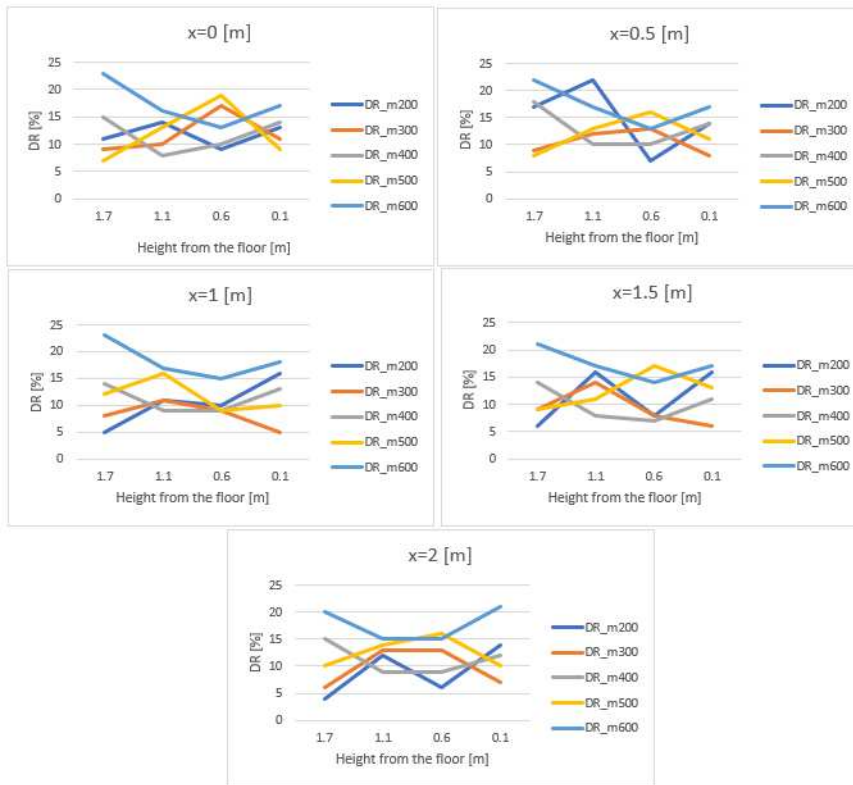 x=0 [m]
25
20
15
10
5
0
DR [%]
1.7 1.1 0.6 0.1
Height from the floor [m]
DR_m200
DR_m300
DR_m400
DR_m500
DR_m600
x=0.5 [m]
25
20
15
10
5
0
DR [%]
1.7 1.1 0.6 0.1
Height from the floor [m]
DR_m200
DR_m300
DR_m400
DR_m500
DR_m600
x=1 [m]
25
20
15
10
5
0
DR [%]
1.7 1.1 0.6 0.1
Height from the floor [m]
DR_m200
DR_m300
DR_m400
DR_m500
DR_m600
x=1.5 [m]
25
20
15
10
5
0
DR [%]
1.7 1.1 0.6 0.1
Height from the floor [m]
DR_m200
DR_m300
DR_m400
DR_m500
DR_m600
x=2 [m]
25
20
15
10
5
0
DR [%]
1.7 1.1 0.6 0.1
Height from the floor [m]
DR_m200
DR_m300
DR_m400
DR_m500
DR_m600